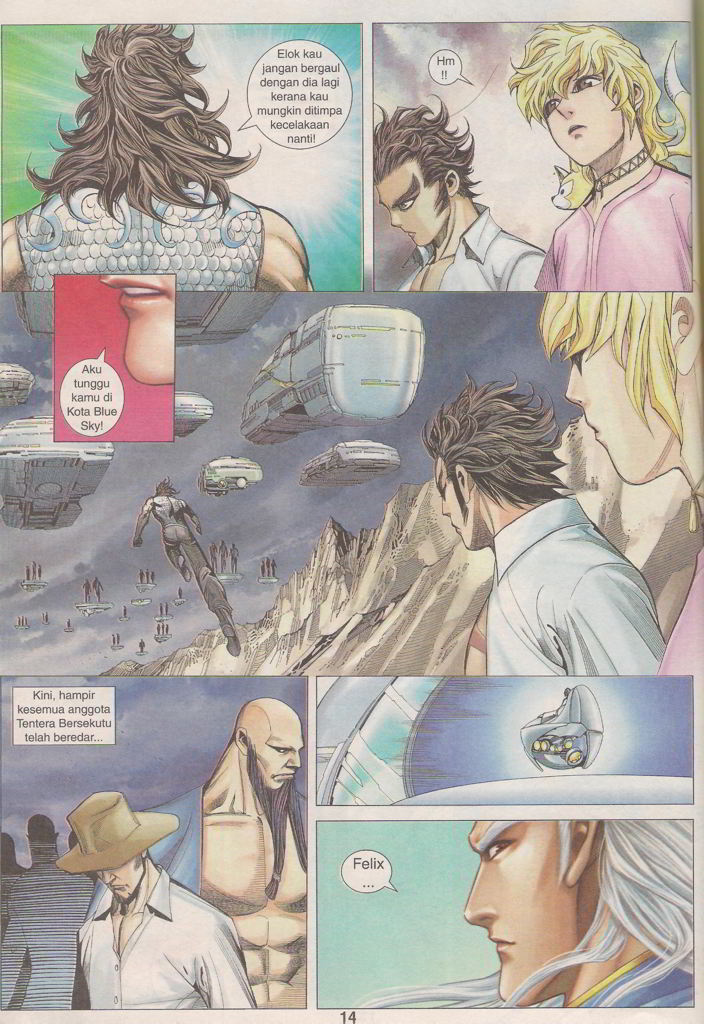 Elok kau
jangan bergaul
dengan dia lagi
kerana kau
mungkin ditimpa
kecelakaan
nanti!
Hm
!!
Aku
tunggu
kamu di
Kota Blue
Sky!
Kini, hampir
kesemua anggota
Tentera Bersekutu
telah beredar...
Felix
...
14